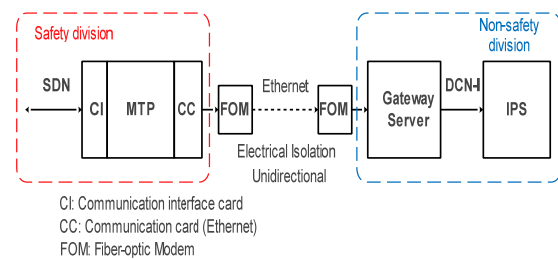 Safety division
Non-safety
division
SDN
CI
MTP
CC
FOM
Ethernet
FOM
Gateway
Server
DCN-I
IPS
Electrical Isolation
Unidirectional
CI: Communication interface card
CC: Communication card (Ethernet)
FOM: Fiber-optic Modem